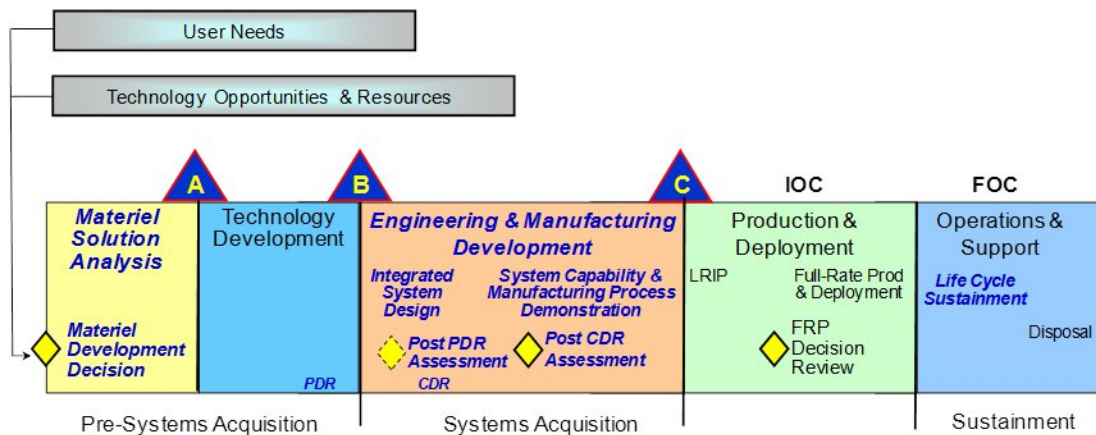 User Needs
Technology Opportunities & Resources
A
B
C
IOC
FOC
Materiel
Solution
Analysis
Materiel
Development
Decision
Technology
Development
PDR
Engineering & Manufacturing
Development
Integrated
System
Design
System Capability &
Manufacturing Process
Demonstration
Post PDR
Assessment
Post CDR
Assessment
CDR
Production &
Deployment
LRIP
Full-Rate Prod
& Deployment
FRP
Decision
Review
Operations &
Support
Life Cycle
Sustainment
Disposal
Pre-Systems Acquisition
Systems Acquisition
Sustainment